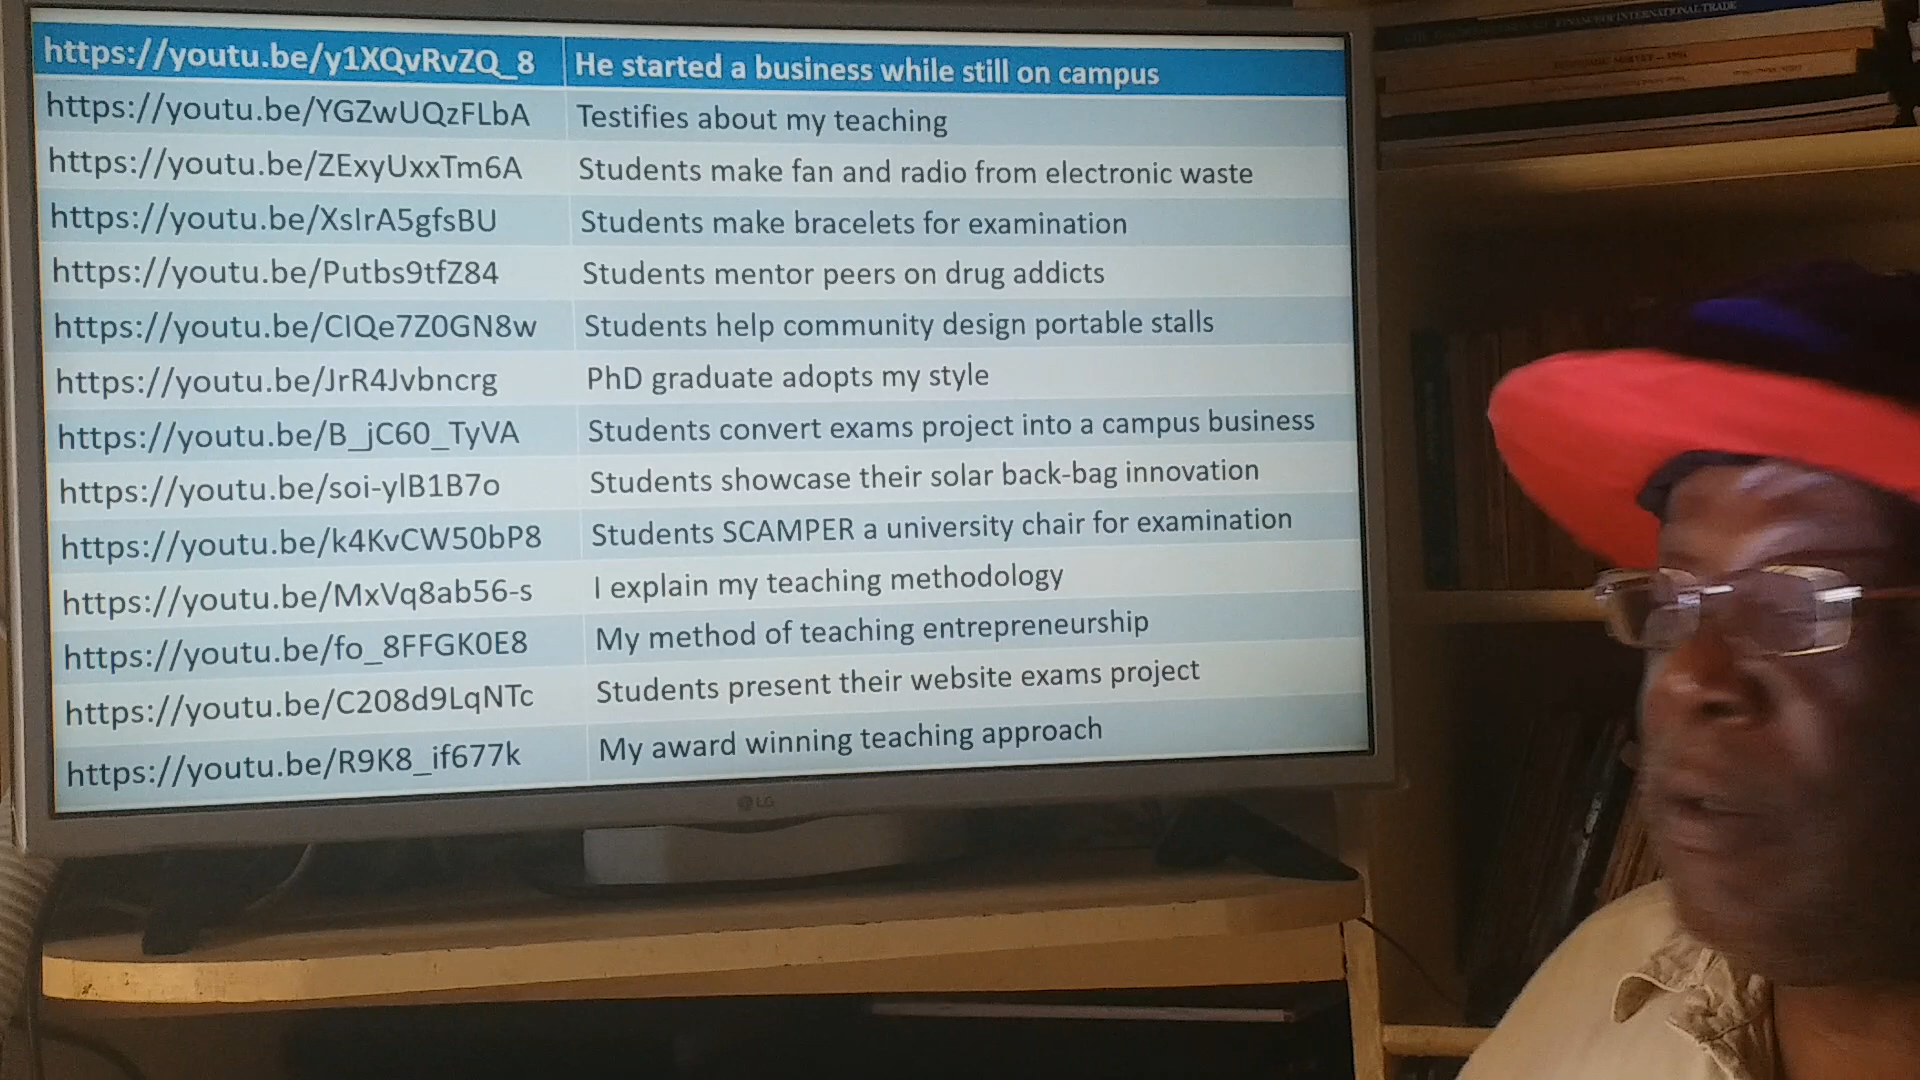 https://youtu.be/y1XQvRvZQ_8 He started a business while still on campus
https://youtu.be/YGZwUQzFLbA Testifies about my teaching
https://youtu.be/ZExyUxxTm6A Students make fan and radio from electronic waste
https://youtu.be/XsIrA5gfsBU Students make bracelets for examination
https://youtu.be/Putbs9tfZ84 Students mentor peers on drug addicts
https://youtu.be/CIQe7Z0GN8w Students help community design portable stalls
https://youtu.be/JrR4Jvbncrg PhD graduate adopts my style
https://youtu.be/B_jC60_TyVA Students convert exams project into a campus business
https://youtu.be/soi-ylB1B7o Students showcase their solar back-bag innovation
https://youtu.be/k4KvCW50bP8 Students SCAMPER a university chair for examination
https://youtu.be/MxVq8ab56-s I explain my teaching methodology
https://youtu.be/fo_8FFGK0E8 My method of teaching entrepreneurship
https://youtu.be/C208d9LqNTc Students present their website exams project
https://youtu.be/R9K8_if677k My award winning teaching approach
LG
INTERNATIONAL TRADE